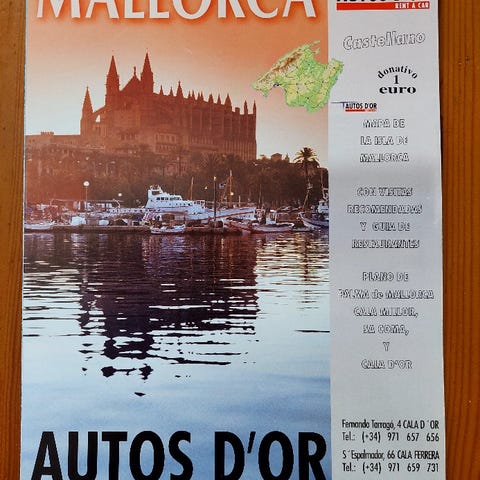 MALLORCA
RENT A CAR
Castellano
donativo
1
euro
AUTOS D'OR
MAPA DE
LA ISLA DE
MALLORCA
CON VISITAS
RECOMENDADAS
Y GUIA DE
RESTAURANTES
PLANO DE
PALMA de MALLORCA
CALA MILLOR,
SA COMA,
Y
CALA D'OR
Fernando Tarragó, 4 CALA D´OR
Tel.: (+34) 971 657 656
S´Espalmador, 66 CALA FERRERA
Tel.: (+34) 971 659 731
AUTOS D'OR